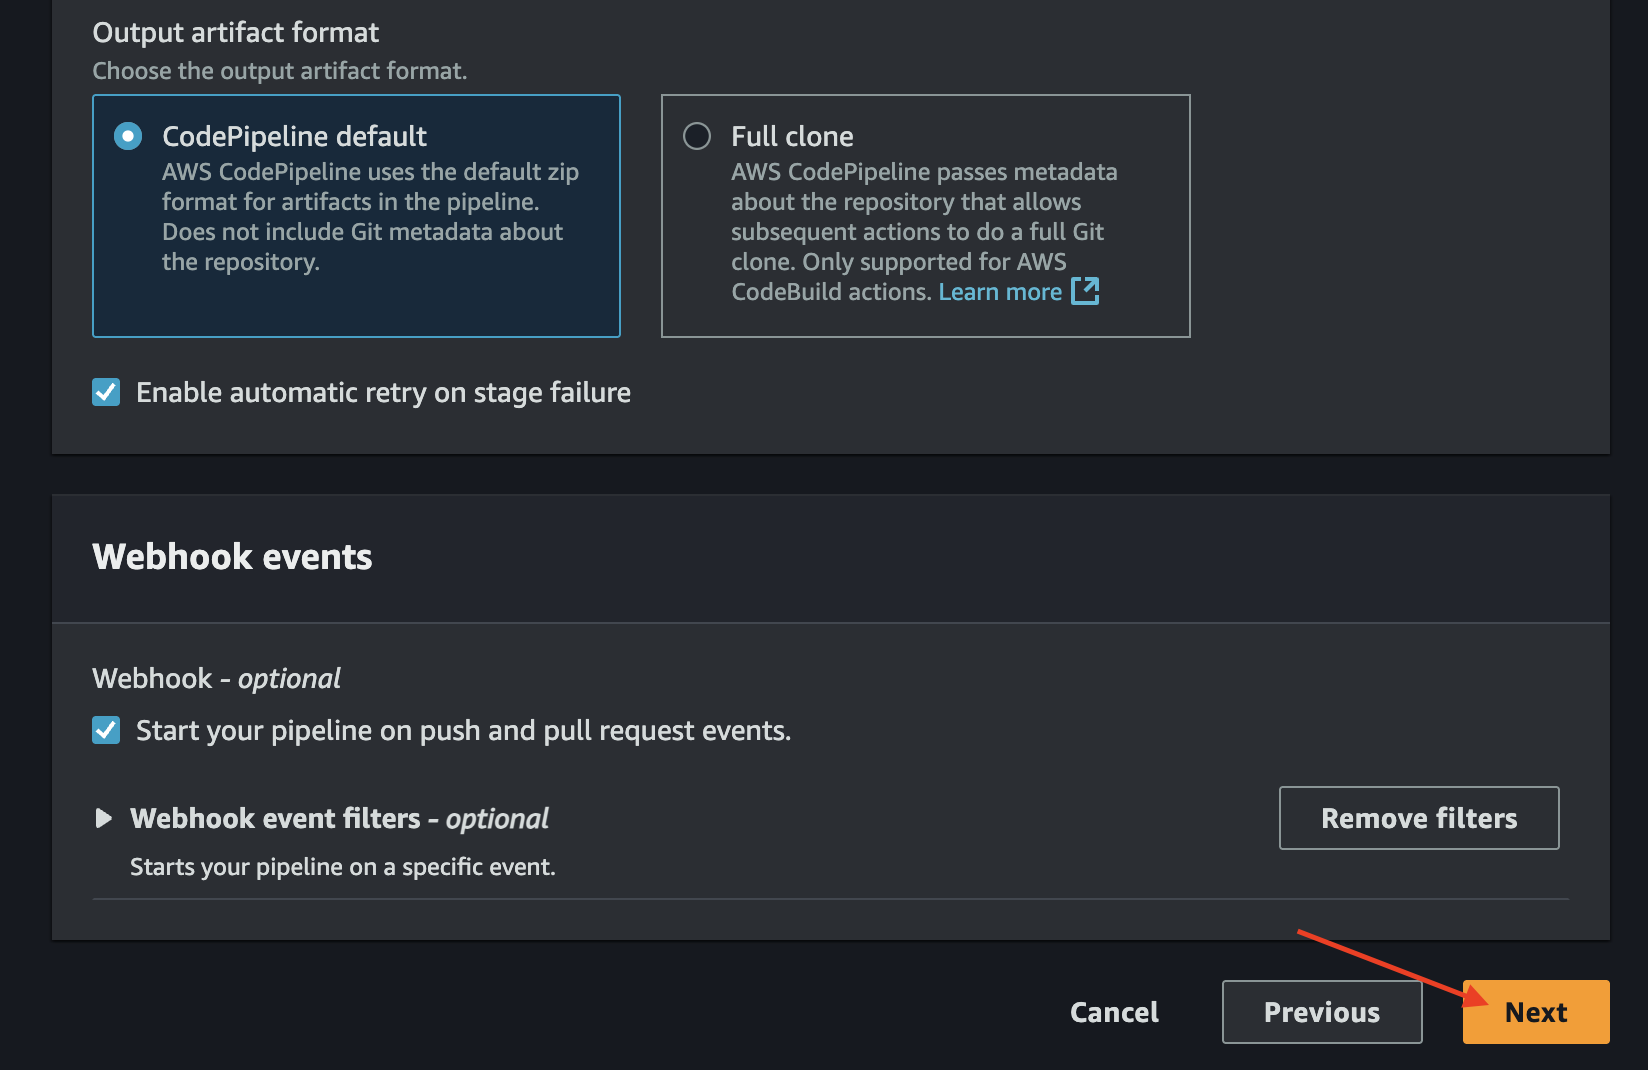 Output artifact format
Choose the output artifact format.
CodePipeline default
AWS CodePipeline uses the default zip
format for artifacts in the pipeline.
Does not include Git metadata about
the repository.
Full clone
AWS CodePipeline passes metadata
about the repository that allows
subsequent actions to do a full Git
clone. Only supported for AWS
CodeBuild actions. Learn more
Enable automatic retry on stage failure
Webhook events
Webhook - optional
Start your pipeline on push and pull request events.
Webhook event filters - optional
Starts your pipeline on a specific event.
Remove filters
Cancel
Previous
Next